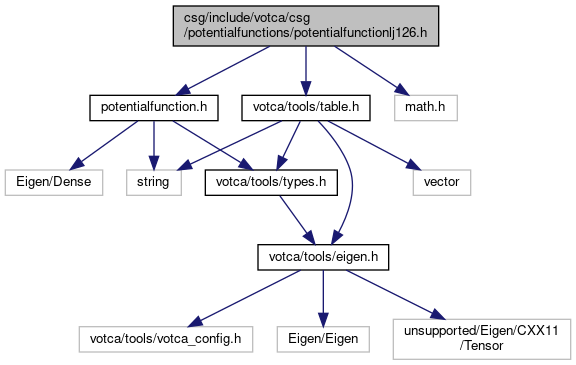 csg/include/votca/csg
/potentialfunctions/potentialfunctionlj126.h
potentialfunction.h
votca/tools/table.h
math.h
Eigen/Dense
string
votca/tools/types.h
vector
votca/tools/eigen.h
votca/tools/votca_config.h
Eigen/Eigen
unsupported/Eigen/CXX11
/Tensor